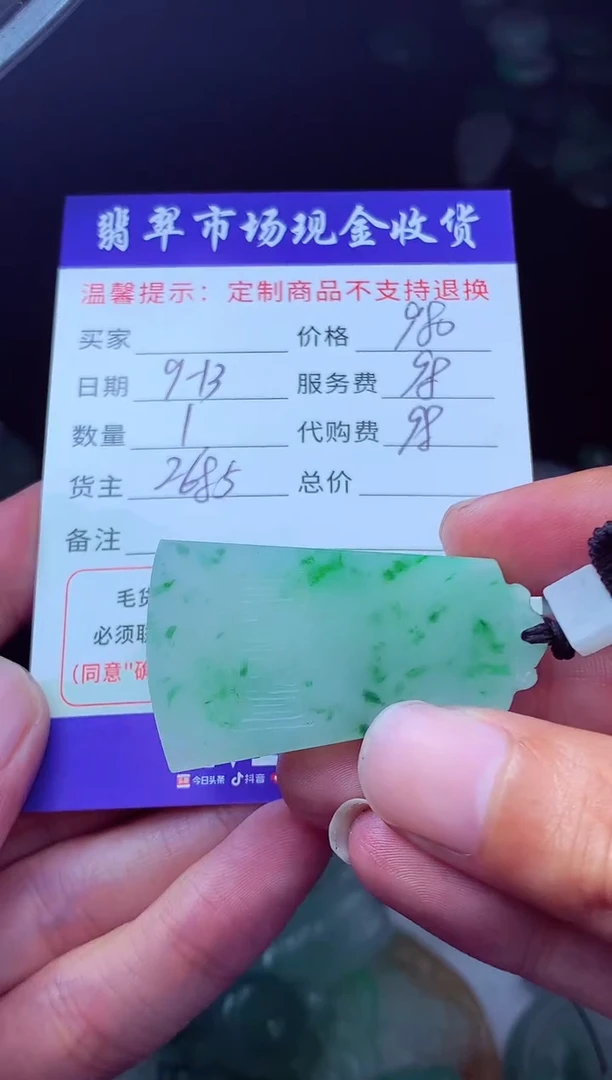 翡翠市场现金收货
温馨提示：定制商品不支持退换
买家 价格 980
日期 9-13 服务费 98
数量 1 代购费 98
货主 2685 总价
备注
毛货
必须联
(同意"确
今日头条 抖音